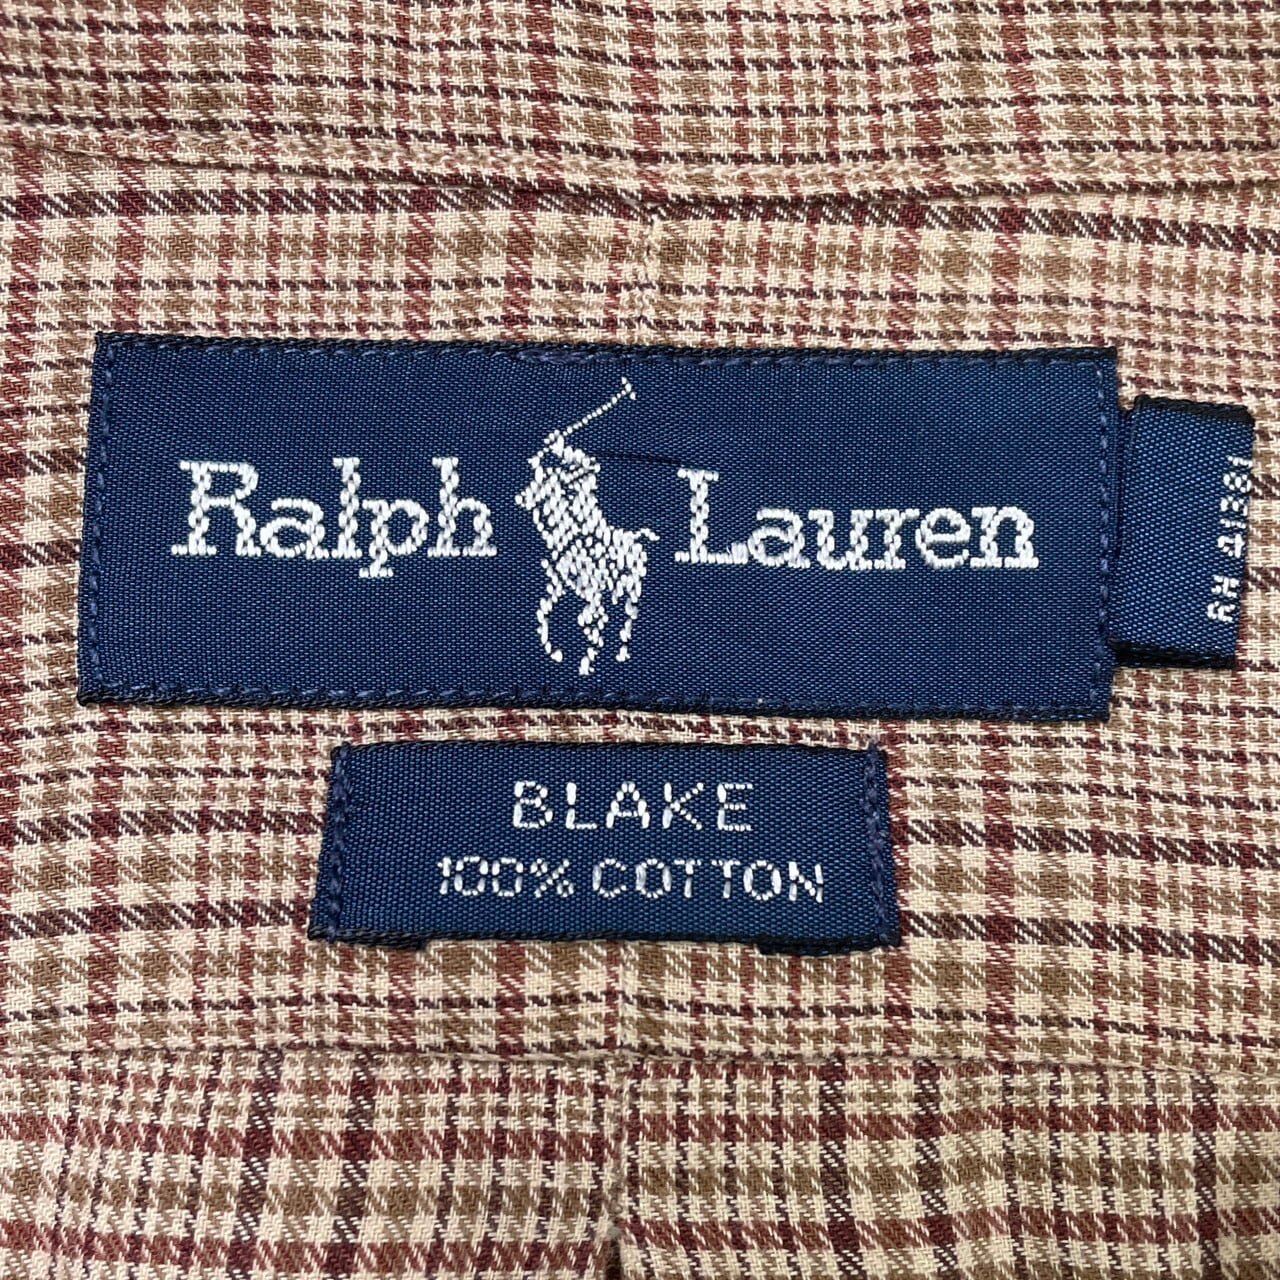 Ralph Lauren
BLAKE
100% COTTON